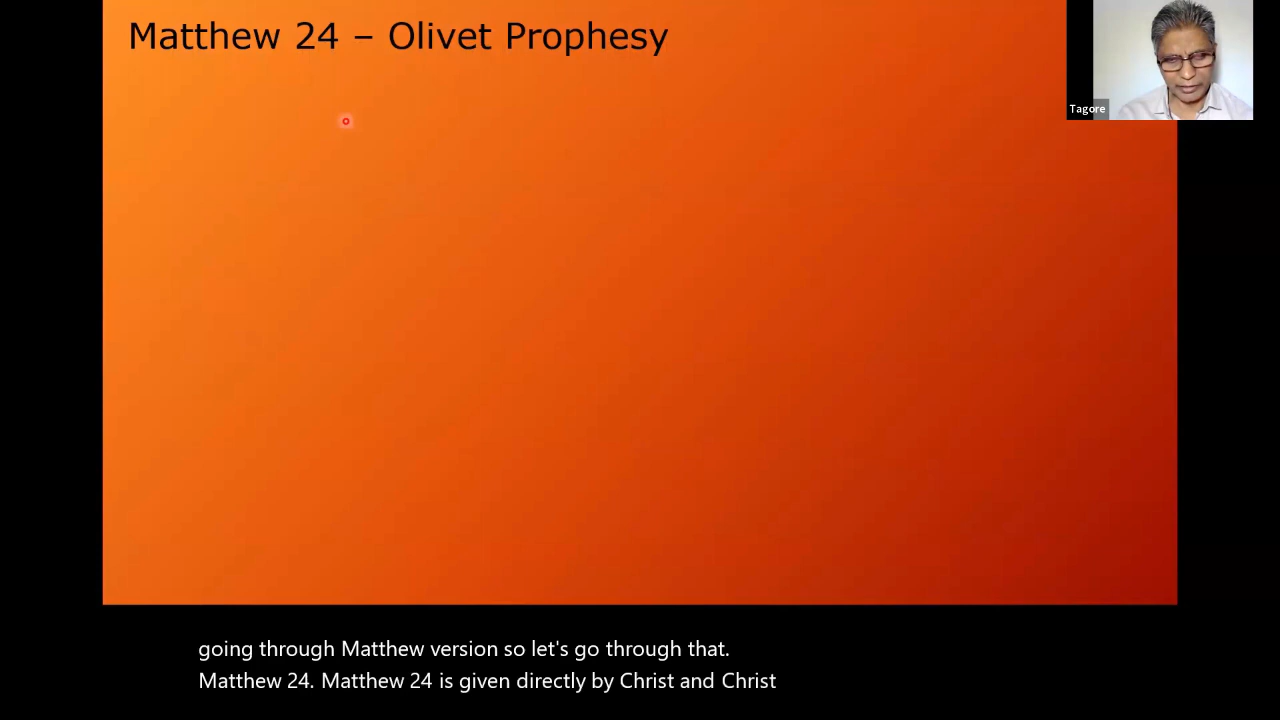 Matthew 24 – Olivet Prophesy
Tagore
going through Matthew version so let's go through that.
Matthew 24. Matthew 24 is given directly by Christ and Christ